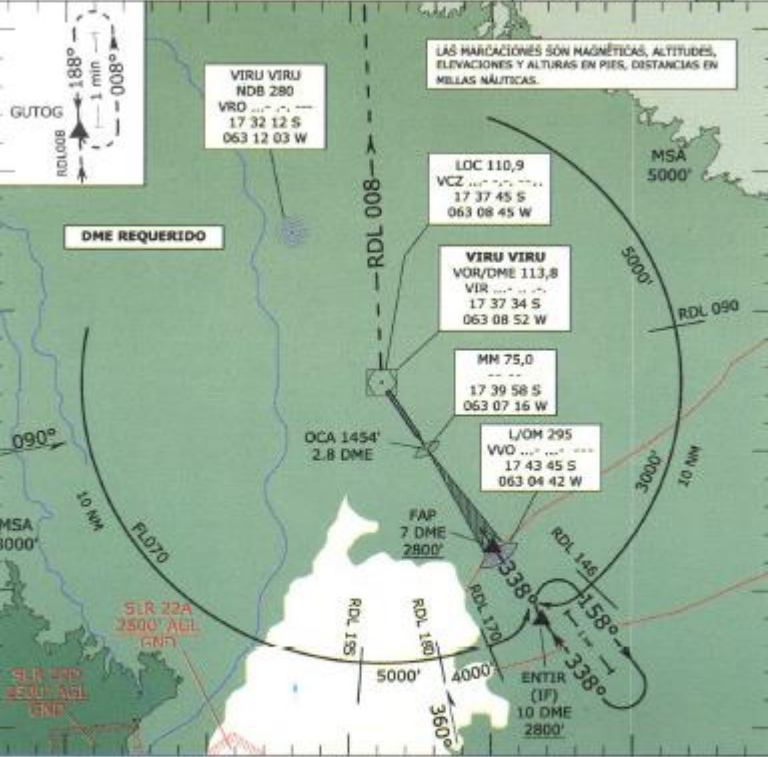 LAS MARCACIONES SON MAGNÉTICAS, ALTITUDES,
ELEVACIONES Y ALTURAS EN PIES, DISTANCIAS EN
MILLAS NÁUTICAS.
188°
1 min
008°
GUTOG
RDL008
VIRU VIRU
NDB 280
VRO ...- .-. ---
17 32 12 S
063 12 03 W
MSA
5000'
LOC 110,9
VCZ ...- -.-. --..
17 37 45 S
063 08 45 W
RDL 008
DME REQUERIDO
VIRU VIRU
VOR/DME 113,8
VIR ...- .. .-.
17 37 34 S
063 08 52 W
5000'
RDL 090
MM 75,0
-- --
17 39 58 S
063 07 16 W
OCA 1454'
2.8 DME
L/OM 295
VVO ...- ...- ---
17 43 45 S
063 04 42 W
090°
10 NM
3000'
10 NM
MSA
FL070
FAP
7 DME
2800'
RDL 146
338°
158°
RDL 170
338°
SLR 22A
2500' AGL
GND
RDL 195
RDL 180
5000'
4000'
360°
ENTIR
(IF)
10 DME
2800'
GND